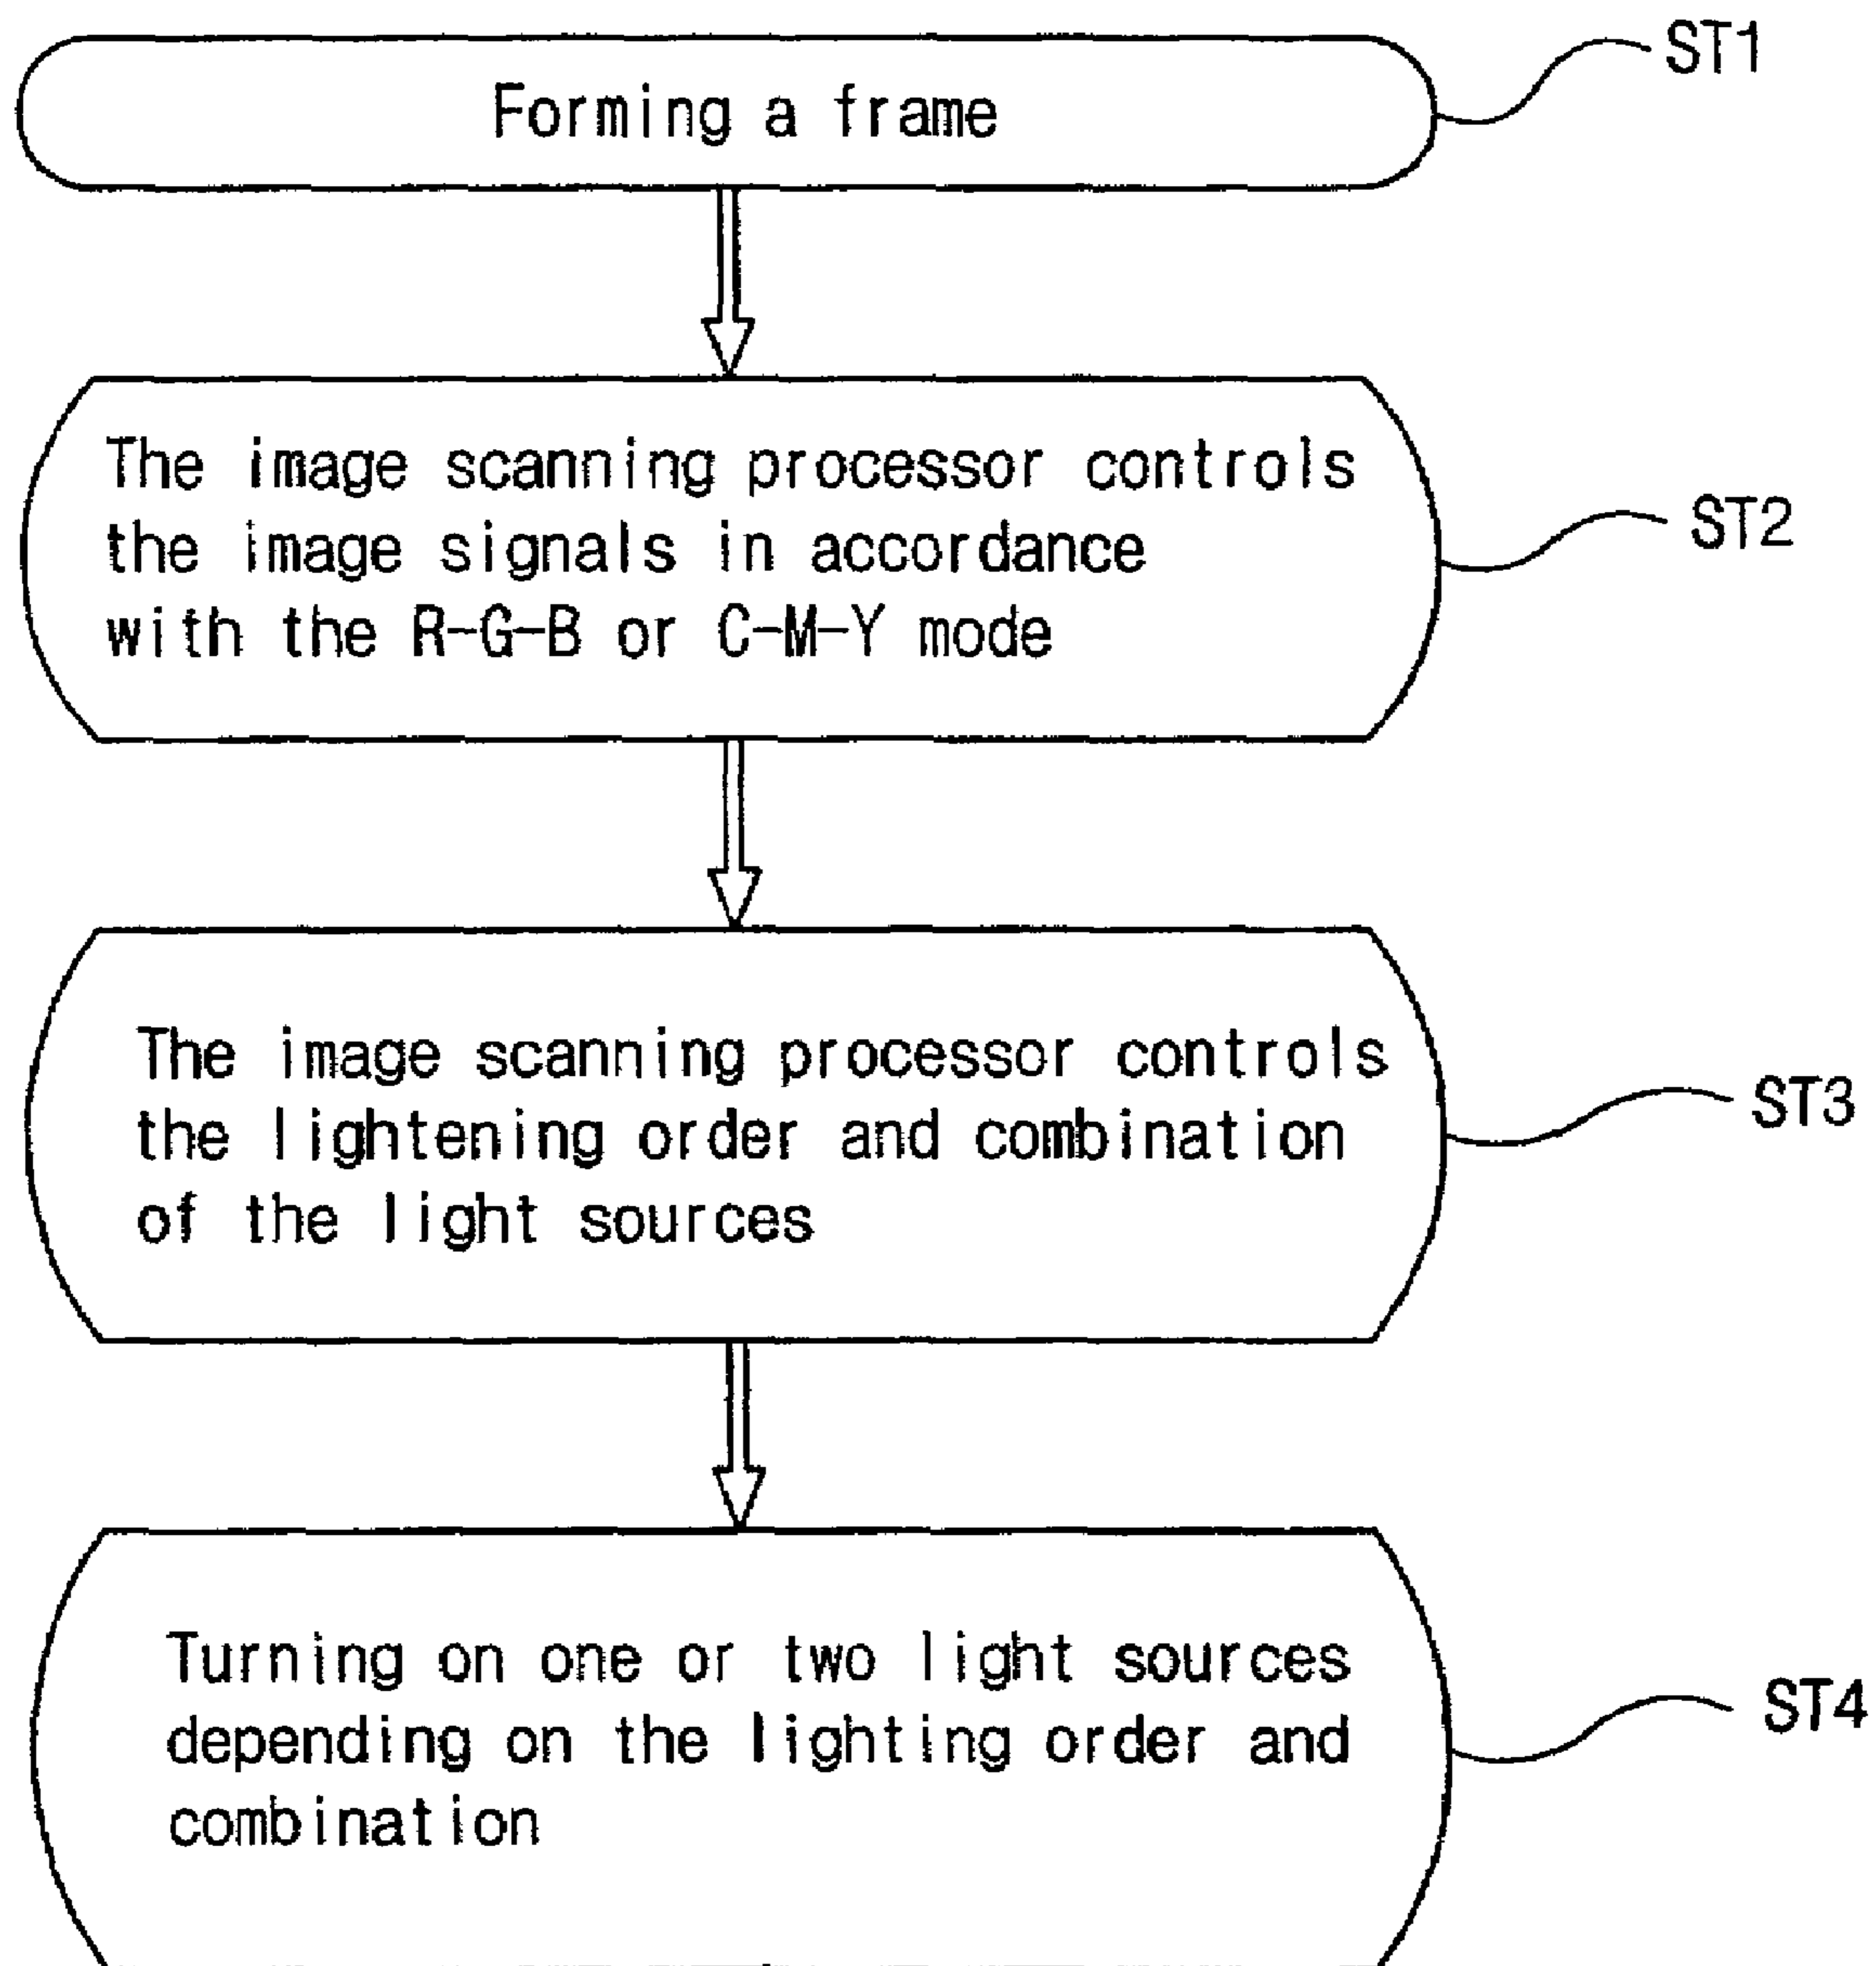 Forming a frame
ST1
The image scanning processor controls
the image signals in accordance
with the R-G-B or C-M-Y mode
ST2
The image scanning processor controls
the lightening order and combination
of the light sources
ST3
Turning on one or two light sources
depending on the lighting order and
combination
ST4